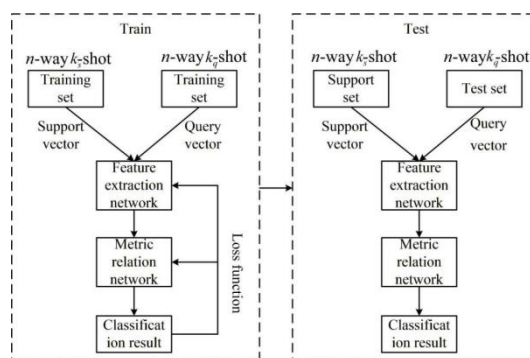 Train
n-way k_s-shot
n-way k_q-shot
Training
set
Training
set
Support
vector
Query
vector
Feature
extraction
network
Metric
relation
network
Classificat
ion result
Loss function
Test
n-way k_s-shot
n-way k_q-shot
Support
set
Test set
Support
vector
Query
vector
Feature
extraction
network
Metric
relation
network
Classificat
ion result